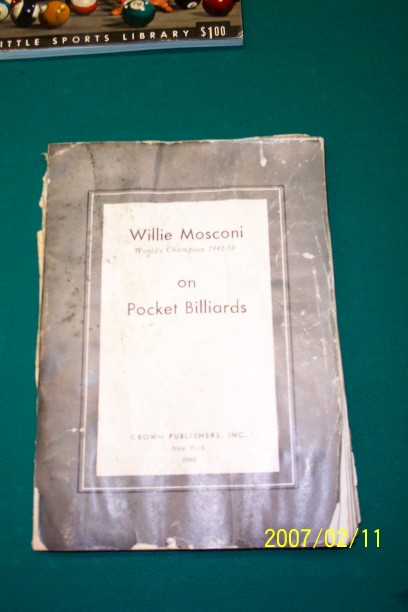 ITTLE SPORTS LIBRARY $1.00
Willie Mosconi
World's Champion 1941-58
on
Pocket Billiards
CROWN PUBLISHERS, INC.
New York
2007/02/11